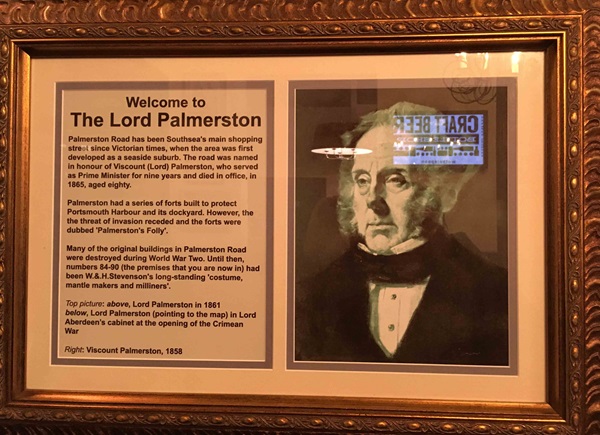 Welcome to
The Lord Palmerston
Palmerston Road has been Southsea's main shopping
street since Victorian times, when the area was first
developed as a seaside suburb. The road was named
in honour of Viscount (Lord) Palmerston, who served
as Prime Minister for nine years and died in office, in
1865, aged eighty.
Palmerston had a series of forts built to protect
Portsmouth Harbour and its dockyard. However, the
the threat of invasion receded and the forts were
dubbed 'Palmerston's Folly'.
Many of the original buildings in Palmerston Road
were destroyed during World War Two. Until then,
numbers 84-90 (the premises that you are now in) had
been W.&H.Stevenson's long-standing 'costume,
mantle makers and milliners'.
Top picture: above, Lord Palmerston in 1861
below, Lord Palmerston (pointing to the map) in Lord
Aberdeen's cabinet at the opening of the Crimean
War
Right: Viscount Palmerston, 1858
CRAFT BEER